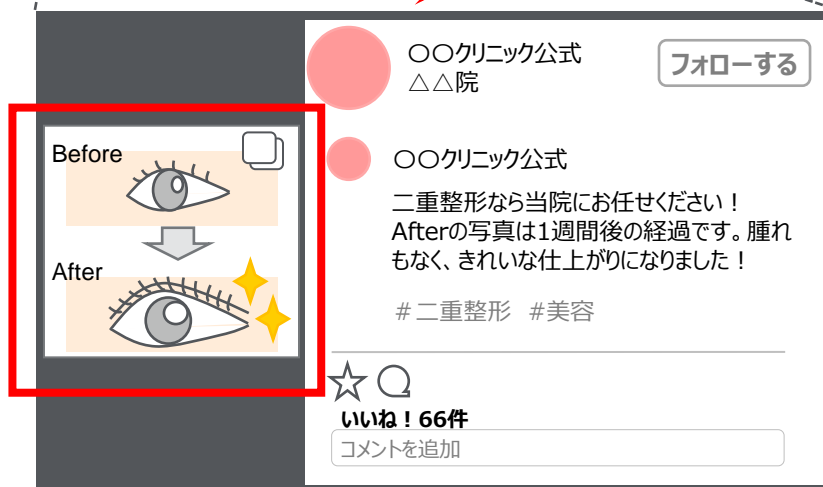 〇〇クリニック公式
△△院
フォローする
Before
After
〇〇クリニック公式
二重整形なら当院にお任せください！
Afterの写真は1週間後の経過です。腫れ
もなく、きれいな仕上がりになりました！
＃二重整形　#美容
いいね！66件
コメントを追加